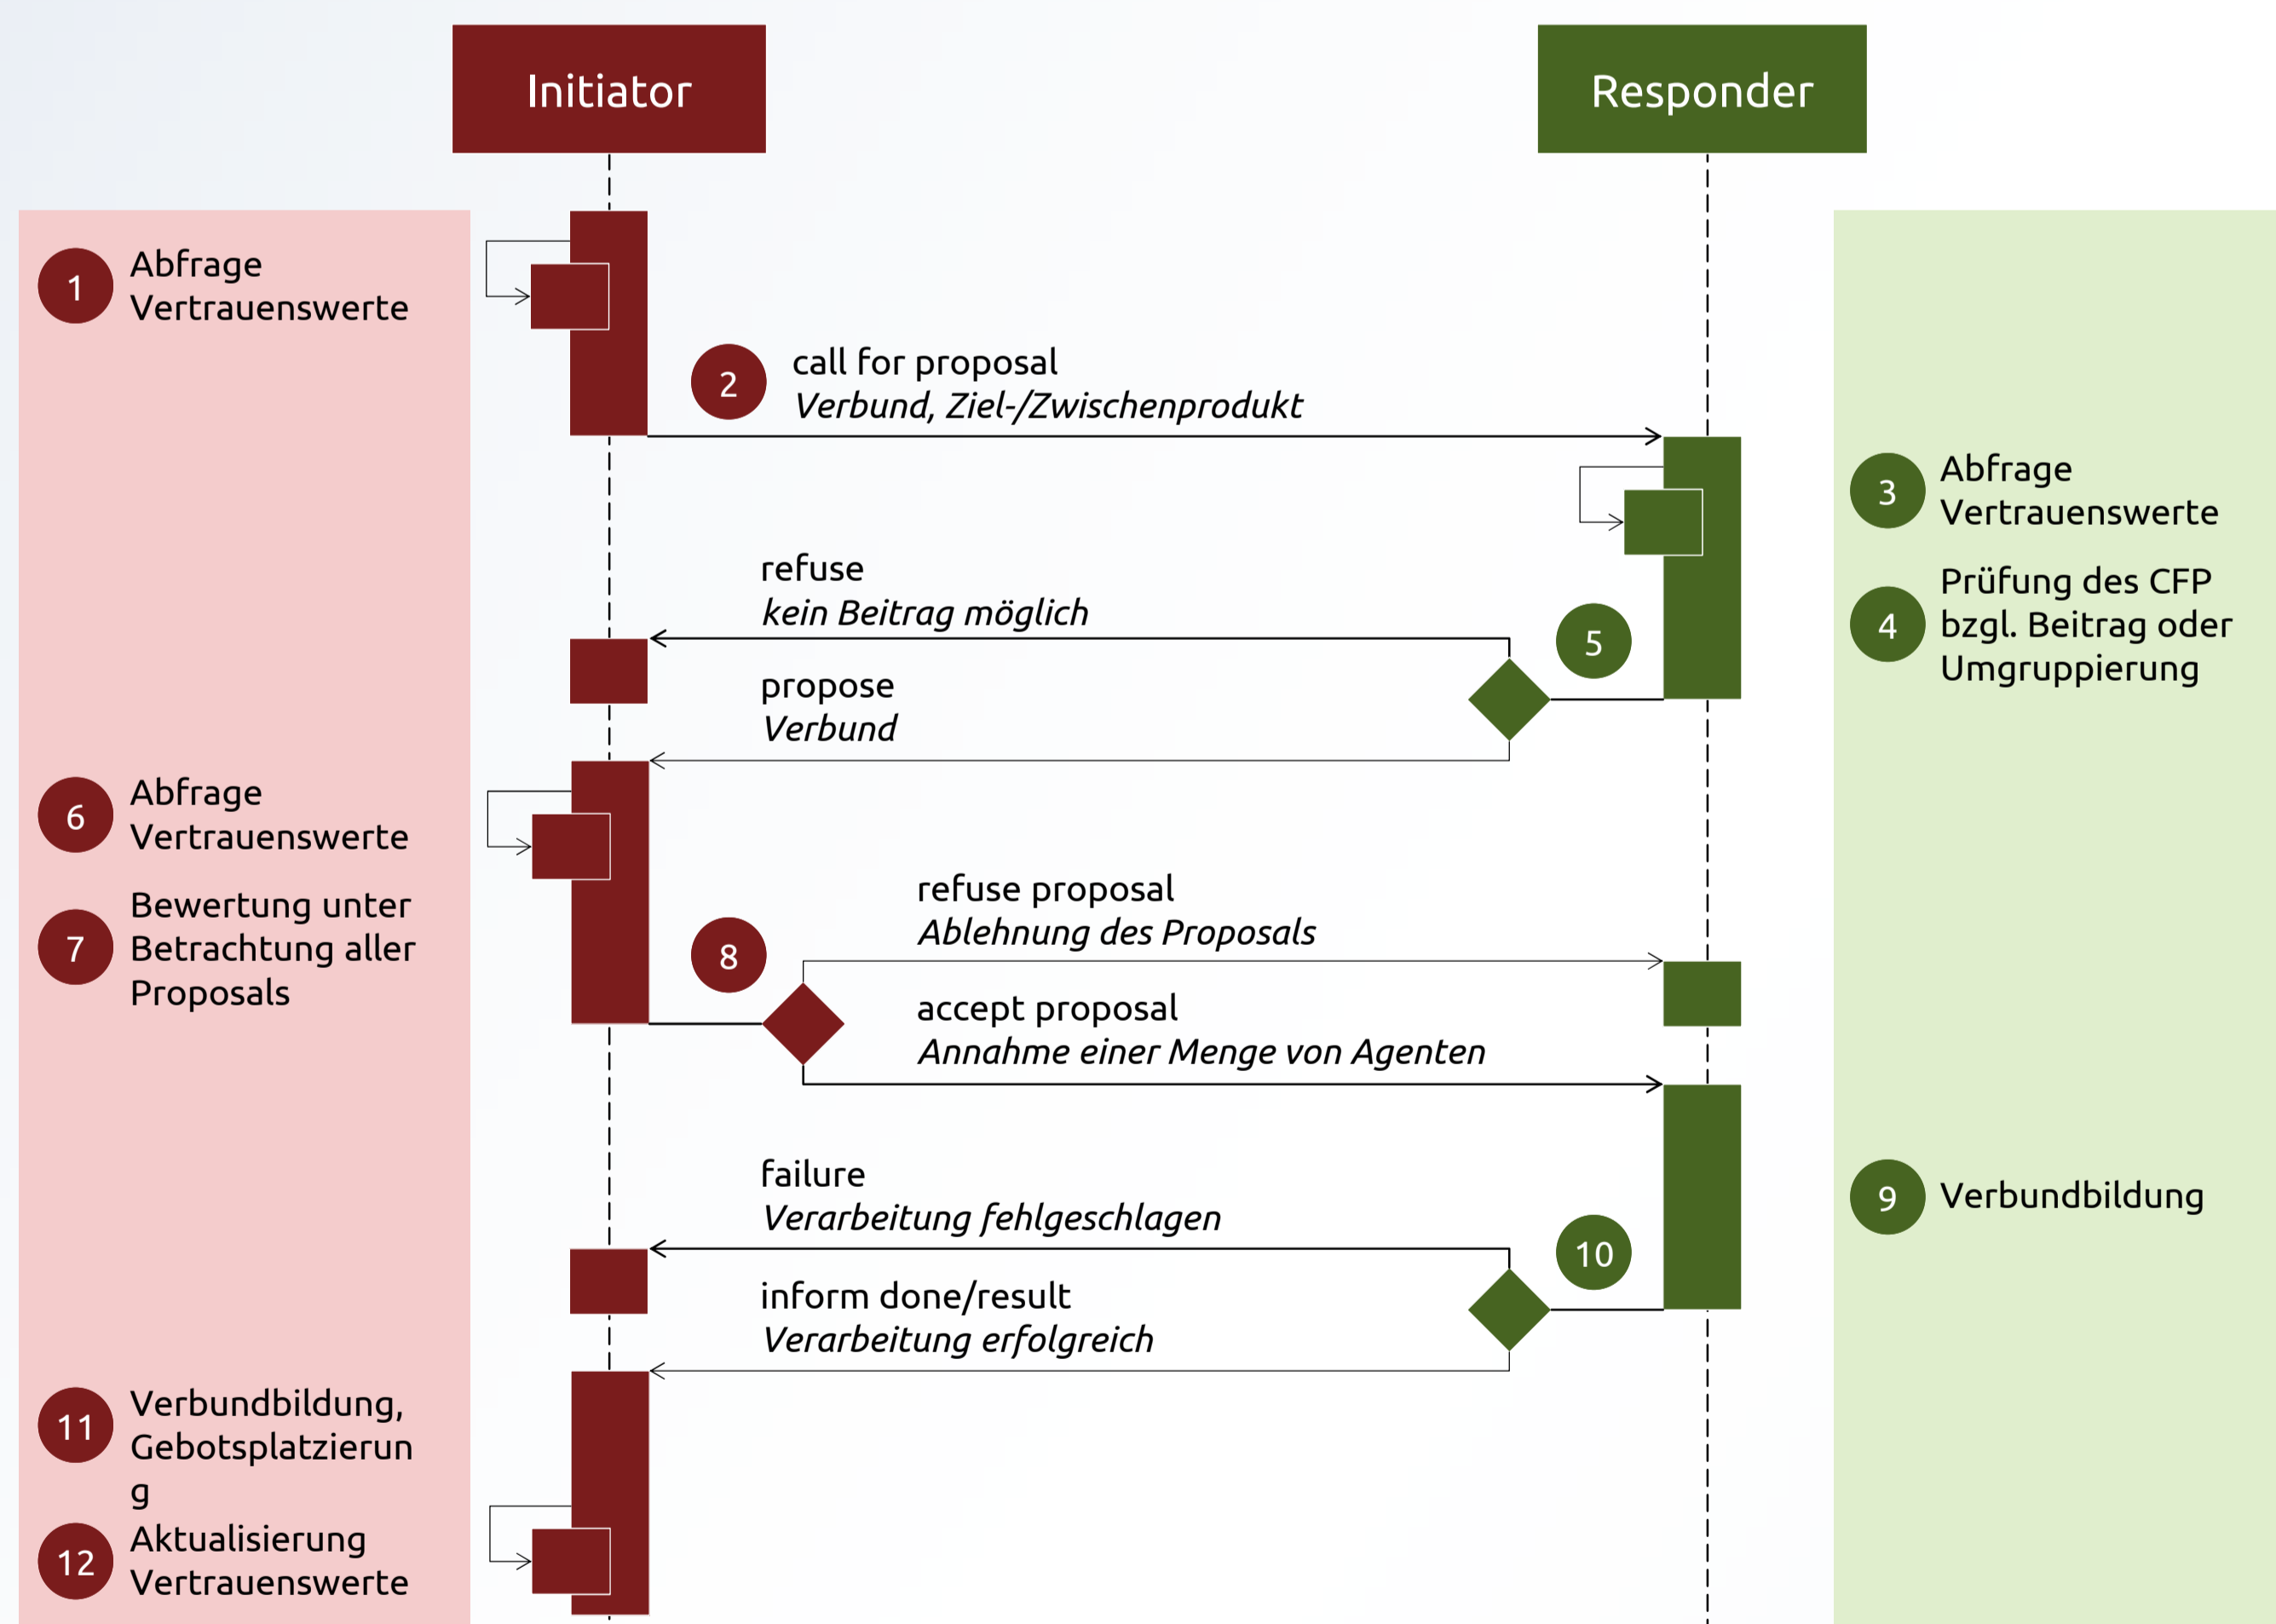 Initiator
Responder
1
Abfrage
Vertrauenswerte
2
call for proposal
Verbund, Ziel-/Zwischenprodukt
3
Abfrage
Vertrauenswerte
4
Prüfung des CFP
bzgl. Beitrag oder
Umgruppierung
5
refuse
kein Beitrag möglich
propose
Verbund
6
Abfrage
Vertrauenswerte
7
Bewertung unter
Betrachtung aller
Proposals
8
refuse proposal
Ablehnung des Proposals
accept proposal
Annahme einer Menge von Agenten
9
Verbundbildung
10
failure
Verarbeitung fehlgeschlagen
inform done/result
Verarbeitung erfolgreich
11
Verbundbildung,
Gebotsplatzierun
g
12
Aktualisierung
Vertrauenswerte